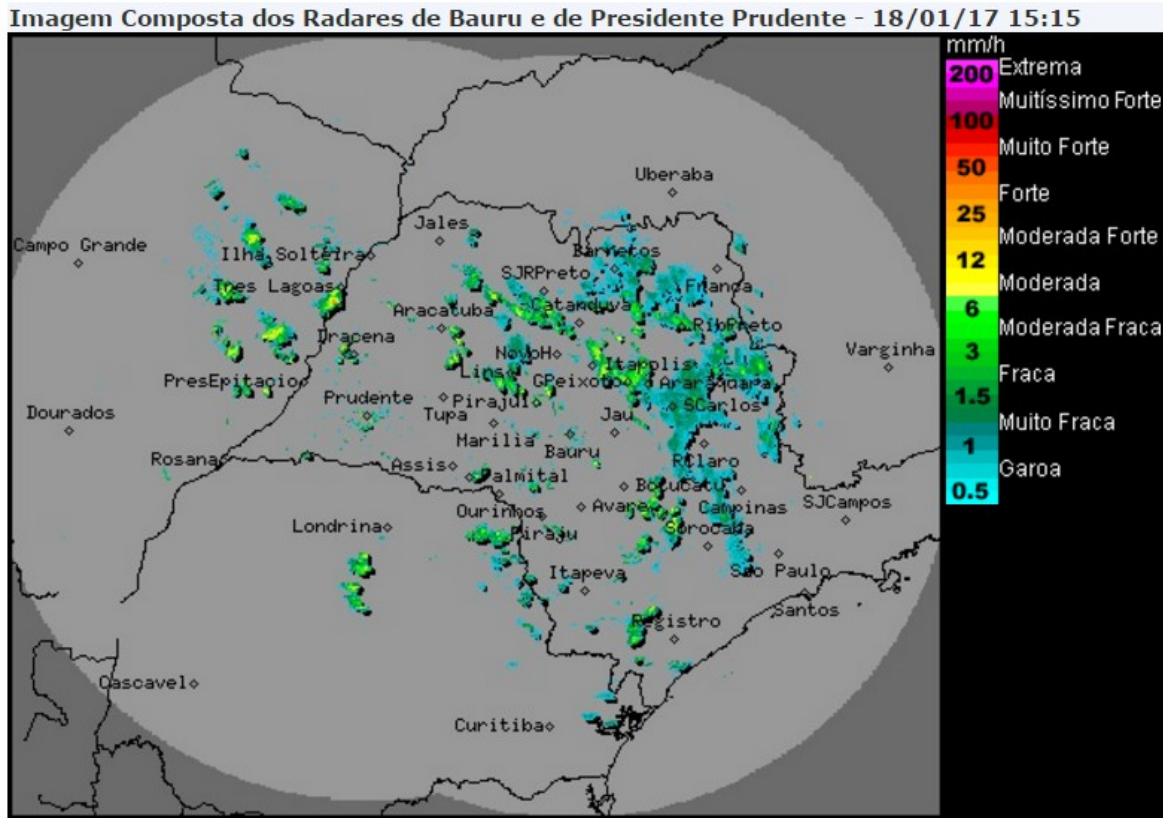 Imagem Composta dos Radares de Bauru e de Presidente Prudente - 18/01/17 15:15
mm/h
200 Extrema
Muitíssimo Forte
100
Muito Forte
50
Forte
25
Moderada Forte
12
Moderada
6
Moderada Fraca
3
Fraca
1.5
Muito Fraca
1
Garoa
0.5
Uberaba
Jales
Campo Grande
Ilha Solteira
Barretos
SJRPreto
Franca
Tres Lagoas
Catanduva
Aracatuba
RibPreto
Dracena
NovoH
Itapolis
Varginha
Lins
GPeixoto
Araraquara
PresEpitacio
Prudente
Pirajui
SCarlos
Tupa
Jau
Dourados
Marilia
Bauru
Rosana
Assis
RClaro
Palmital
Botucatu
Ourinhos
Avare
Campinas
SJCampos
Londrina
Piraju
Sorocaba
Itapeva
Sao Paulo
Santos
Registro
Cascavel
Curitiba